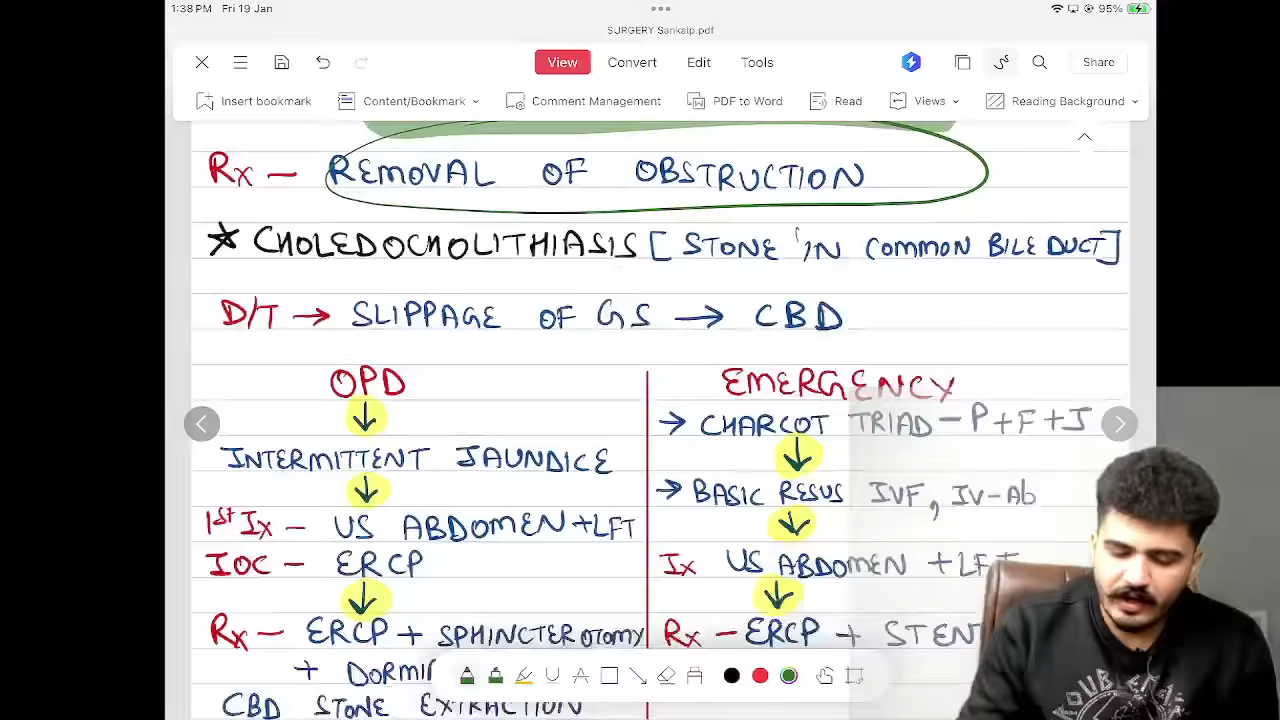 1:38 PM Fri 19 Jan
95%
SURGERY Sankalp.pdf
View Convert Edit Tools Share
Insert bookmark Content/Bookmark Comment Management PDF to Word Read Views Reading Background
Rx — REMOVAL OF OBSTRUCTION
★ CHOLEDOCHOLITHIASIS [STONE IN COMMON BILE DUCT]
D/T → SLIPPAGE OF GS → CBD
OPD
↓
INTERMITTENT JAUNDICE
↓
1st Ix — US ABDOMEN + LFT
IOC — ERCP
↓
Rx — ERCP + SPHINCTEROTOMY
+ DORMI
CBD STONE EXTRACTION
EMERGENCY
→ CHARCOT TRIAD — P + F + J
↓
→ BASIC RESUS IVF, IV-Ab
↓
Ix US ABDOMEN + LFT
↓
Rx — ERCP + STENT